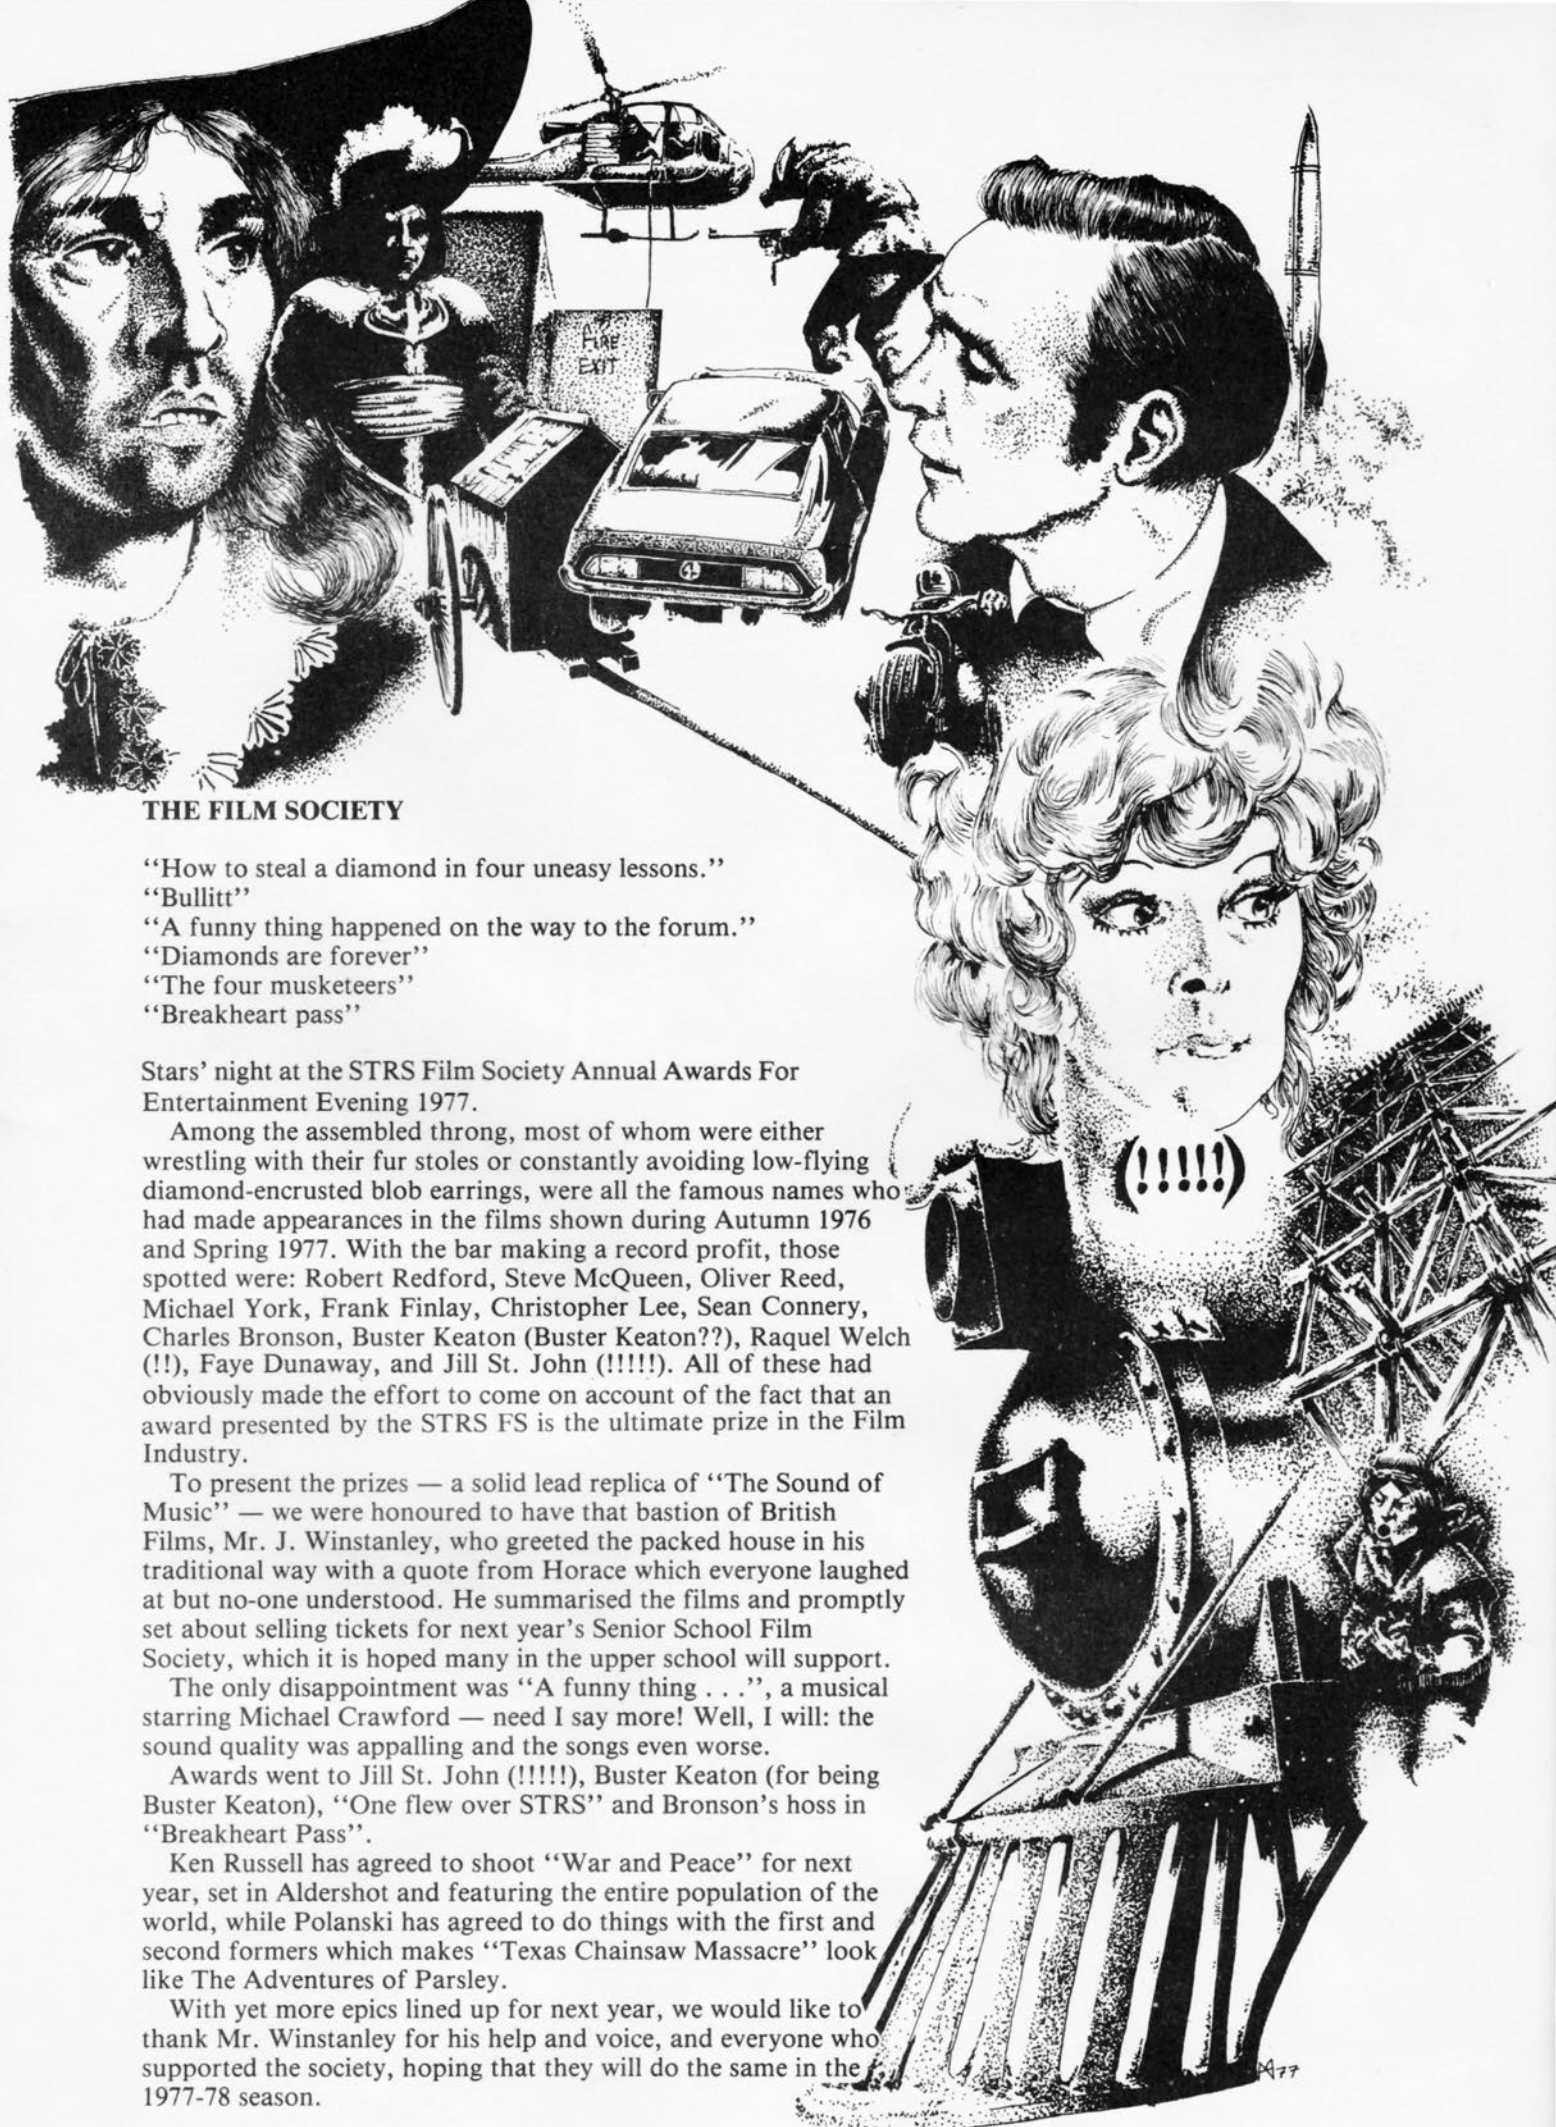 FIRE
EXIT
THE FILM SOCIETY
“How to steal a diamond in four uneasy lessons.”
“Bullitt”
“A funny thing happened on the way to the forum.”
“Diamonds are forever”
“The four musketeers”
“Breakheart pass”
Stars’ night at the STRS Film Society Annual Awards For
Entertainment Evening 1977.
Among the assembled throng, most of whom were either
wrestling with their fur stoles or constantly avoiding low-flying
diamond-encrusted blob earrings, were all the famous names who
had made appearances in the films shown during Autumn 1976
and Spring 1977. With the bar making a record profit, those
spotted were: Robert Redford, Steve McQueen, Oliver Reed,
Michael York, Frank Finlay, Christopher Lee, Sean Connery,
Charles Bronson, Buster Keaton (Buster Keaton??), Raquel Welch
(!!), Faye Dunaway, and Jill St. John (!!!!!). All of these had
obviously made the effort to come on account of the fact that an
award presented by the STRS FS is the ultimate prize in the Film
Industry.
To present the prizes — a solid lead replica of “The Sound of
Music” — we were honoured to have that bastion of British
Films, Mr. J. Winstanley, who greeted the packed house in his
traditional way with a quote from Horace which everyone laughed
at but no-one understood. He summarised the films and promptly
set about selling tickets for next year’s Senior School Film
Society, which it is hoped many in the upper school will support.
The only disappointment was “A funny thing . . .”, a musical
starring Michael Crawford — need I say more! Well, I will: the
sound quality was appalling and the songs even worse.
Awards went to Jill St. John (!!!!!), Buster Keaton (for being
Buster Keaton), “One flew over STRS” and Bronson’s hoss in
“Breakheart Pass”.
Ken Russell has agreed to shoot “War and Peace” for next
year, set in Aldershot and featuring the entire population of the
world, while Polanski has agreed to do things with the first and
second formers which makes “Texas Chainsaw Massacre” look
like The Adventures of Parsley.
With yet more epics lined up for next year, we would like to
thank Mr. Winstanley for his help and voice, and everyone who
supported the society, hoping that they will do the same in the
1977-78 season.
(!!!!!)
77